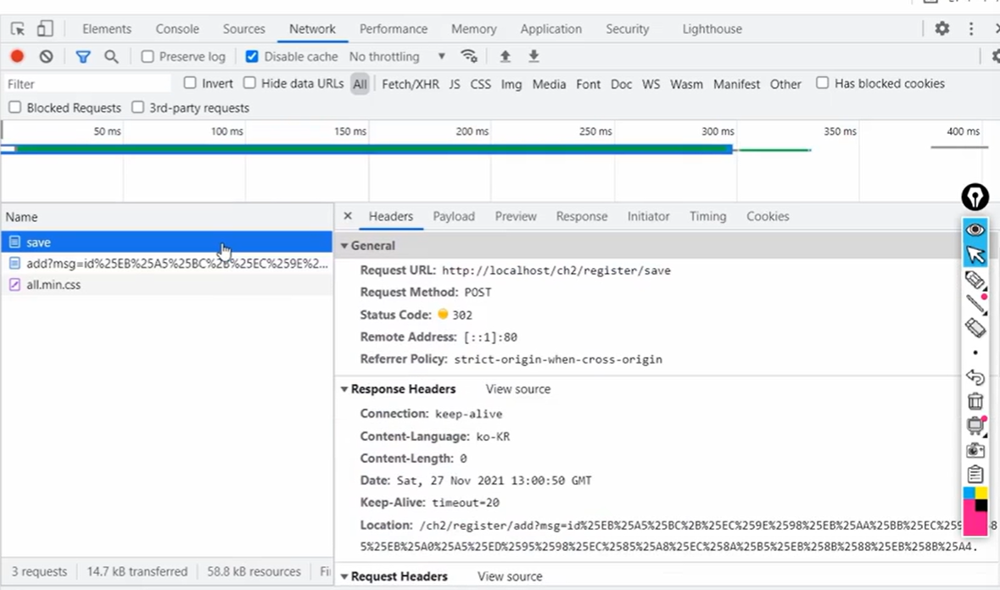 Elements Console Sources Network Performance Memory Application Security Lighthouse
Preserve log Disable cache No throttling
Filter Invert Hide data URLs All Fetch/XHR JS CSS Img Media Font Doc WS Wasm Manifest Other Has blocked cookies
Blocked Requests 3rd-party requests
50 ms 100 ms 150 ms 200 ms 250 ms 300 ms 350 ms 400 ms
Name
save
add?msg=id%25EB%25A5%25BC%2B%25EC%259E%2...
all.min.css
3 requests 14.7 kB transferred 58.8 kB resources Fi
Headers Payload Preview Response Initiator Timing Cookies
General
Request URL: http://localhost/ch2/register/save
Request Method: POST
Status Code: 302
Remote Address: [::1]:80
Referrer Policy: strict-origin-when-cross-origin
Response Headers View source
Connection: keep-alive
Content-Language: ko-KR
Content-Length: 0
Date: Sat, 27 Nov 2021 13:00:50 GMT
Keep-Alive: timeout=20
Location: /ch2/register/add?msg=id%25EB%25A5%25BC%2B%25EC%259E%2598%25EB%25AA%25BB%25EC%259
5%25EB%25A0%25A5%25ED%2595%2598%25EC%2585%25A8%25EC%258A%25B5%25EB%258B%2588%25EB%258B%25A4.
Request Headers View source